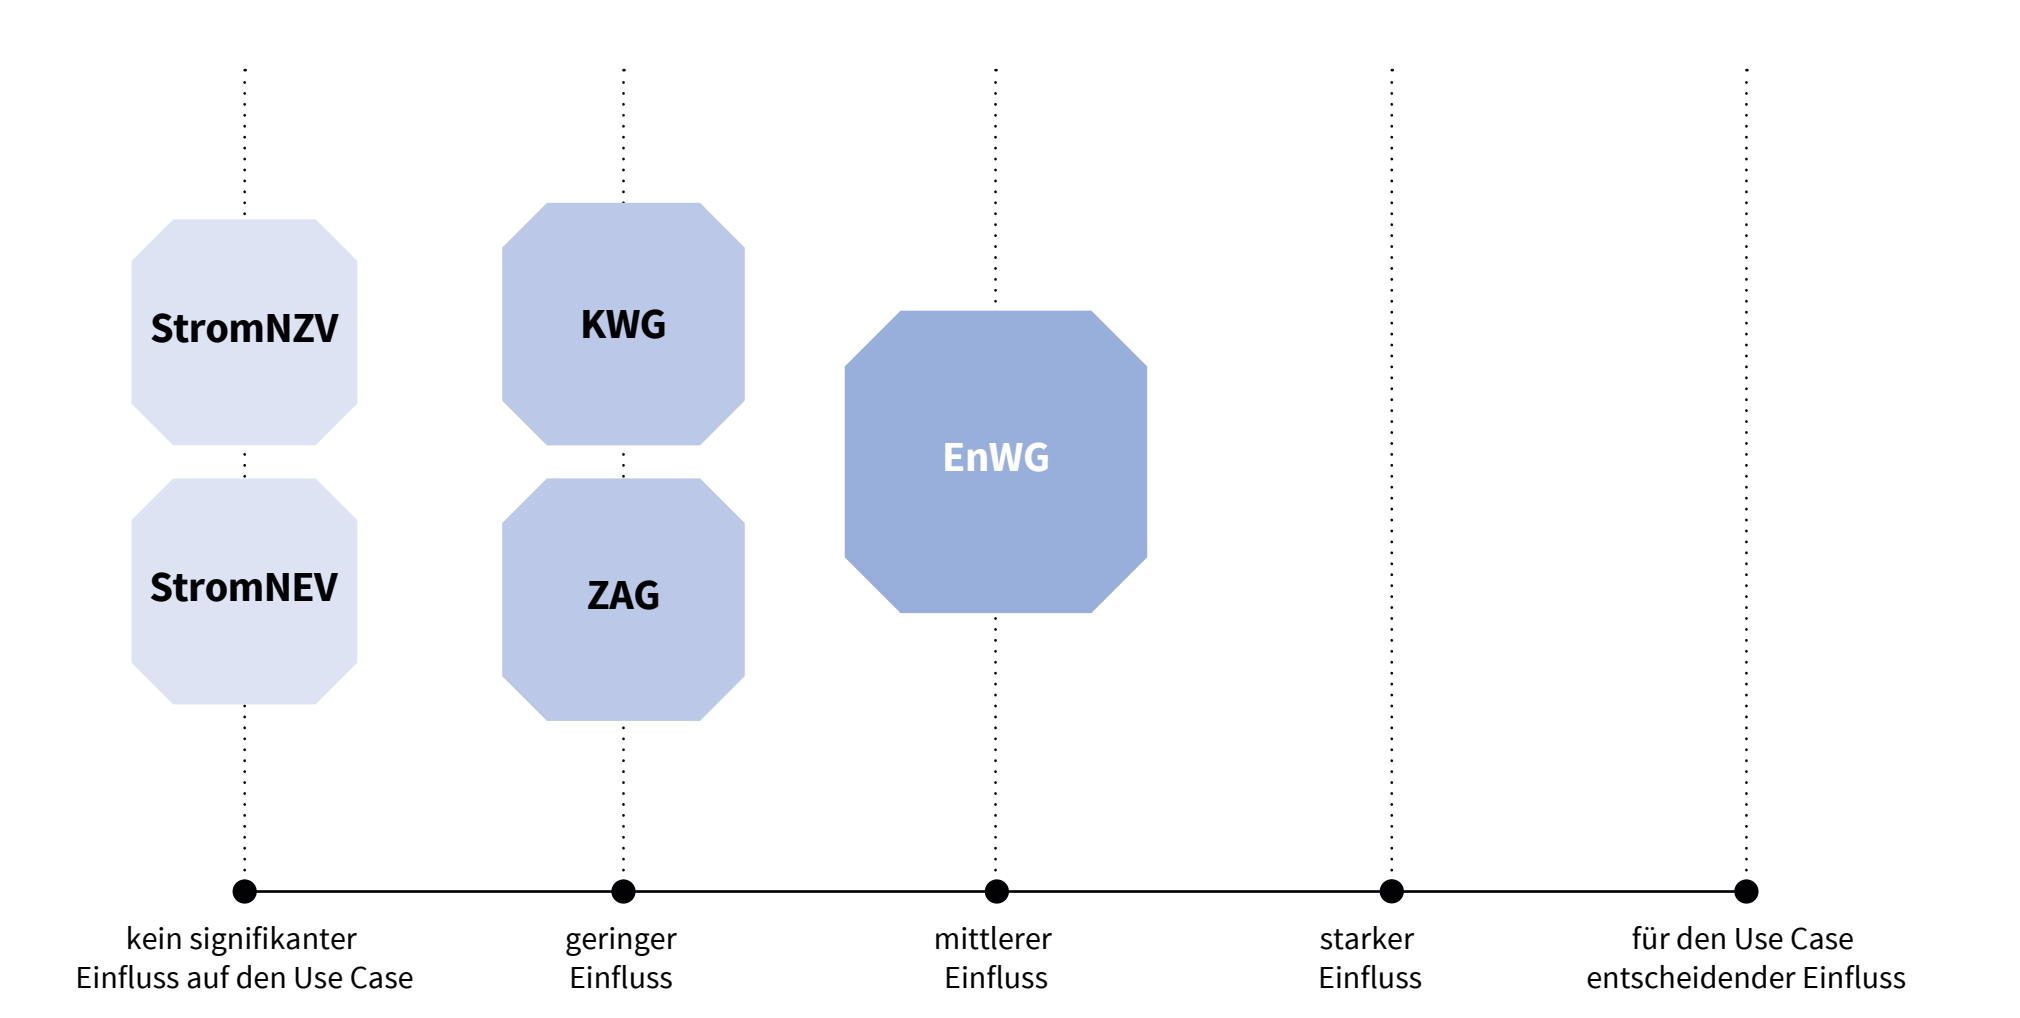 StromNZV
StromNEV
KWG
ZAG
EnWG
kein signifikanter
Einfluss auf den Use Case
geringer
Einfluss
mittlerer
Einfluss
starker
Einfluss
für den Use Case
entscheidender Einfluss